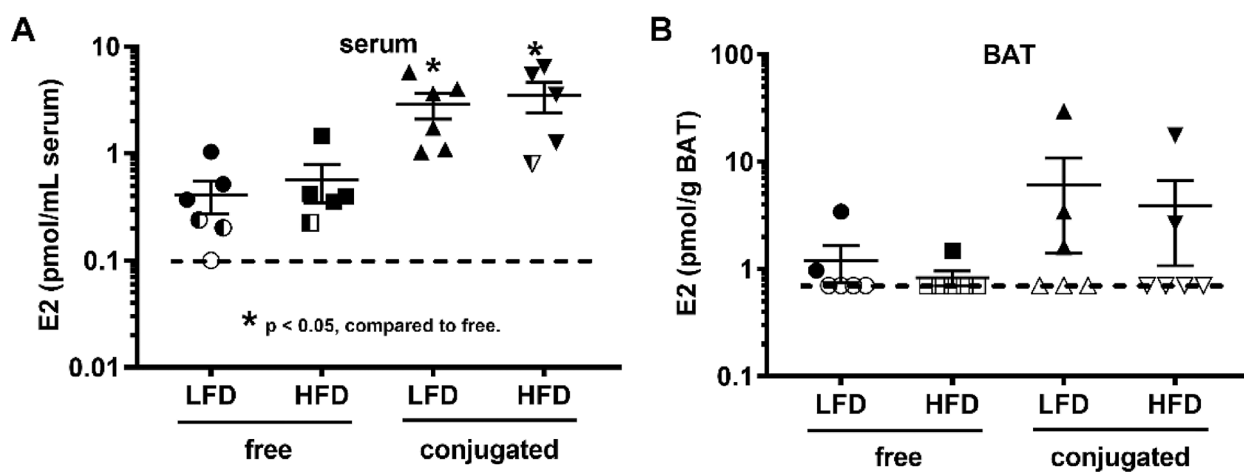 A
serum
E2 (pmol/mL serum)
10
1
0.1
0.01
*
*
* p < 0.05, compared to free.
LFD HFD LFD HFD
free conjugated
B
BAT
E2 (pmol/g BAT)
100
10
1
0.1
LFD HFD LFD HFD
free conjugated